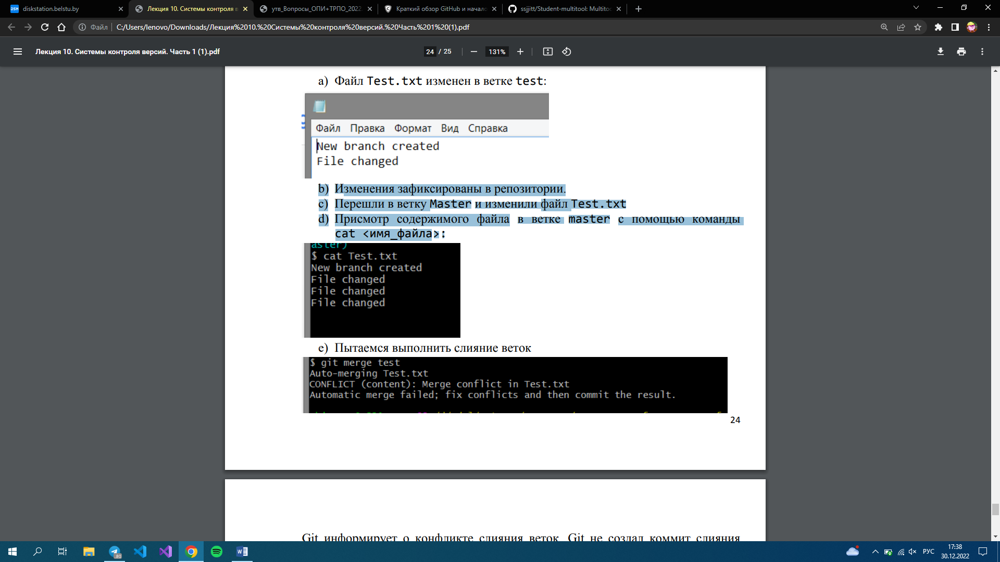 diskstation.belstu.by
Лекция 10. Системы контроля в
утв_Вопросы_ОПИ+ТРПО_2022
Краткий обзор GitHub и начало
ssjjitt/Student-multitool: Multitoo
Файл
C:/Users/lenovo/Downloads/Лекция%2010.%20Системы%20контроля%20версий.%20Часть%201%20(1).pdf
Лекция 10. Системы контроля версий. Часть 1 (1).pdf
24 / 25
131%
a) Файл Test.txt изменен в ветке test:
Файл Правка Формат Вид Справка
New branch created
File changed
b) Изменения зафиксированы в репозитории.
c) Перешли в ветку Master и изменили файл Test.txt
d) Присмотр содержимого файла в ветке master с помощью команды
cat <имя_файла>:
aster)
$ cat Test.txt
New branch created
File changed
File changed
File changed
e) Пытаемся выполнить слияние веток
$ git merge test
Auto-merging Test.txt
CONFLICT (content): Merge conflict in Test.txt
Automatic merge failed; fix conflicts and then commit the result.
24
Git информирует о конфликте слияния веток. Git не создал коммит слияния
80
РУС
17:38
30.12.2022